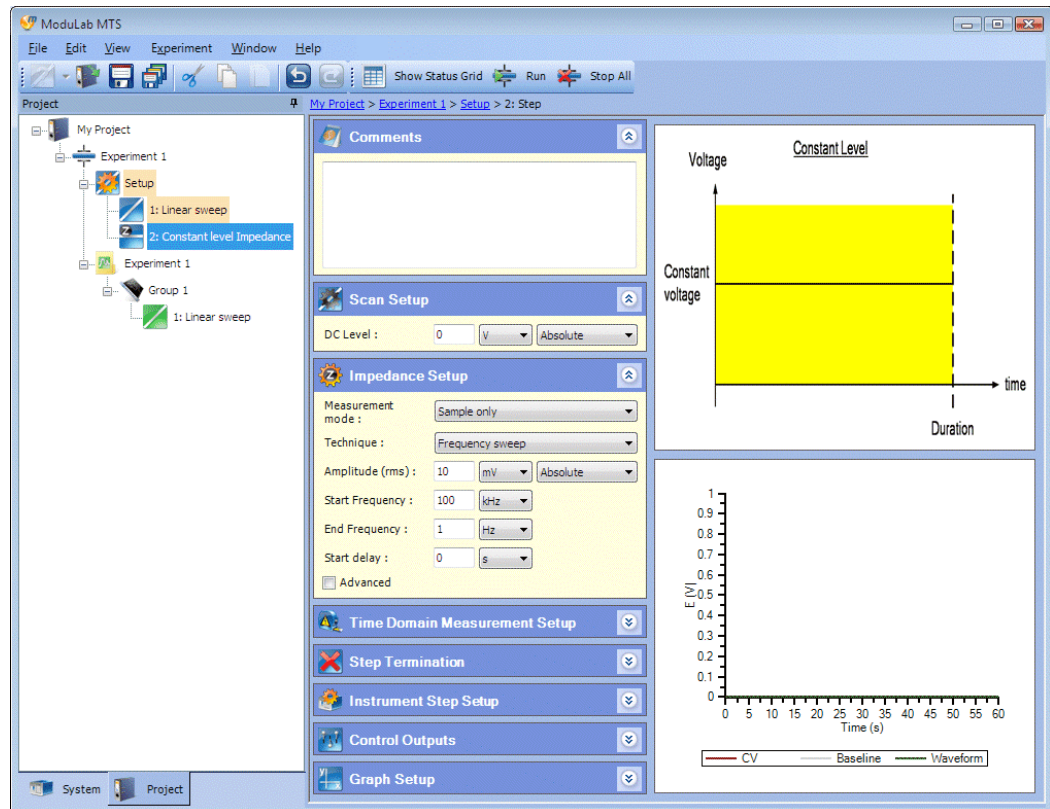 ModuLab MTS
File Edit View Experiment Window Help
Show Status Grid Run Stop All
Project
My Project > Experiment 1 > Setup > 2: Step
My Project
Experiment 1
Setup
1: Linear sweep
2: Constant level Impedance
Experiment 1
Group 1
1: Linear sweep
System Project
Comments
Scan Setup
DC Level : 0 V Absolute
Impedance Setup
Measurement
mode : Sample only
Technique : Frequency sweep
Amplitude (rms) : 10 mV Absolute
Start Frequency : 100 kHz
End Frequency : 1 Hz
Start delay : 0 s
Advanced
Time Domain Measurement Setup
Step Termination
Instrument Step Setup
Control Outputs
Graph Setup
Constant Level
Voltage
Constant
voltage
time
Duration
1
0.9
0.8
0.7
0.6
0.5
0.4
0.3
0.2
0.1
0
E (V)
0 5 10 15 20 25 30 35 40 45 50 55 60
Time (s)
CV Baseline Waveform